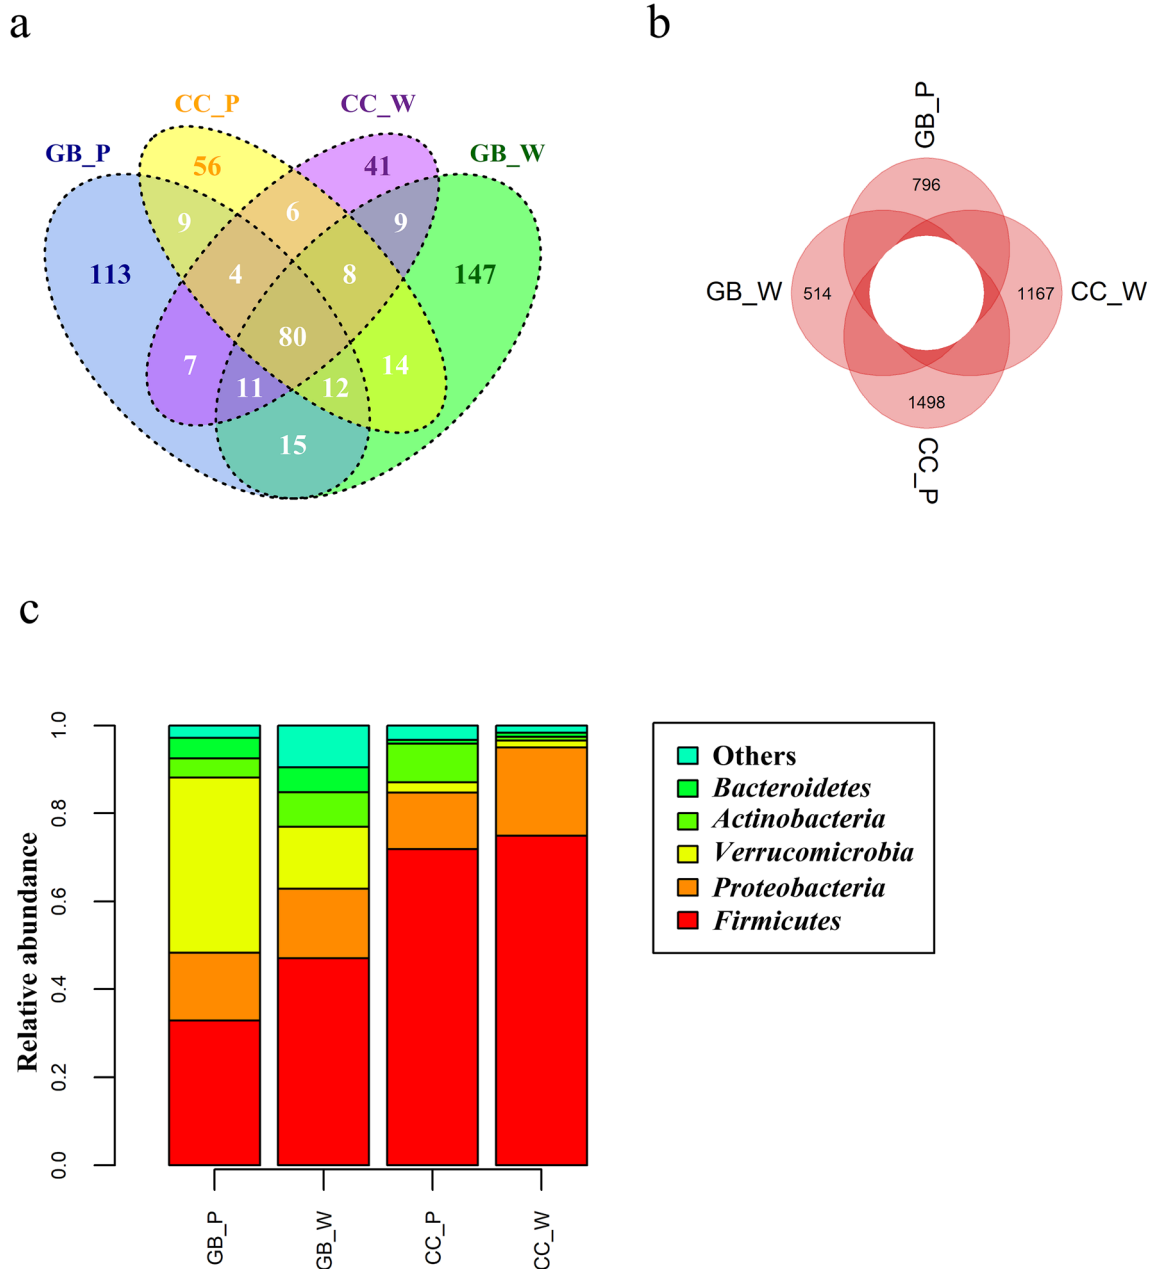 a
b
CC_P
CC_W
GB_P
GB_W
56
41
9
6
9
113
4
8
147
80
7
11
12
14
15
GB_P
796
GB_W
514
1167
CC_W
1498
CC_P
c
Relative abundance
1.0
0.8
0.6
0.4
0.2
0.0
GB_P
GB_W
CC_P
CC_W
Others
Bacteroidetes
Actinobacteria
Verrucomicrobia
Proteobacteria
Firmicutes